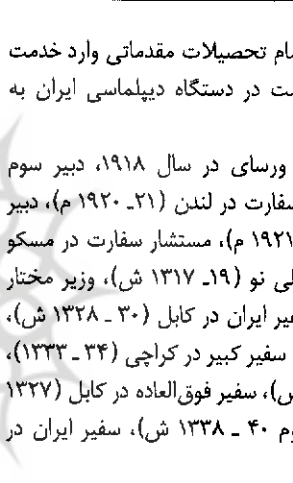 ام تحصیلات مقدماتی وارد خدمت
ست در دستگاه دیپلماسی ایران به
ورسای در سال ۱۹۱۸، دبیر سوم
سفارت در لندن (۲۱ـ ۱۹۲۰ م)، دبیر
۱۹۲۱ م)، مستشار سفارت در مسکو
لی نو (۱۹ـ ۱۳۱۷ ش)، وزیر مختار
فیر ایران در کابل (۳۰ ـ ۱۳۲۸ ش)،
سفیر کبیر در کراچی (۳۴ ـ ۱۳۳۳)،
ش)، سفیر فوق‌العاده در کابل (۱۳۲۷
وم ۴۰ ـ ۱۳۳۸ ش)، سفیر ایران در